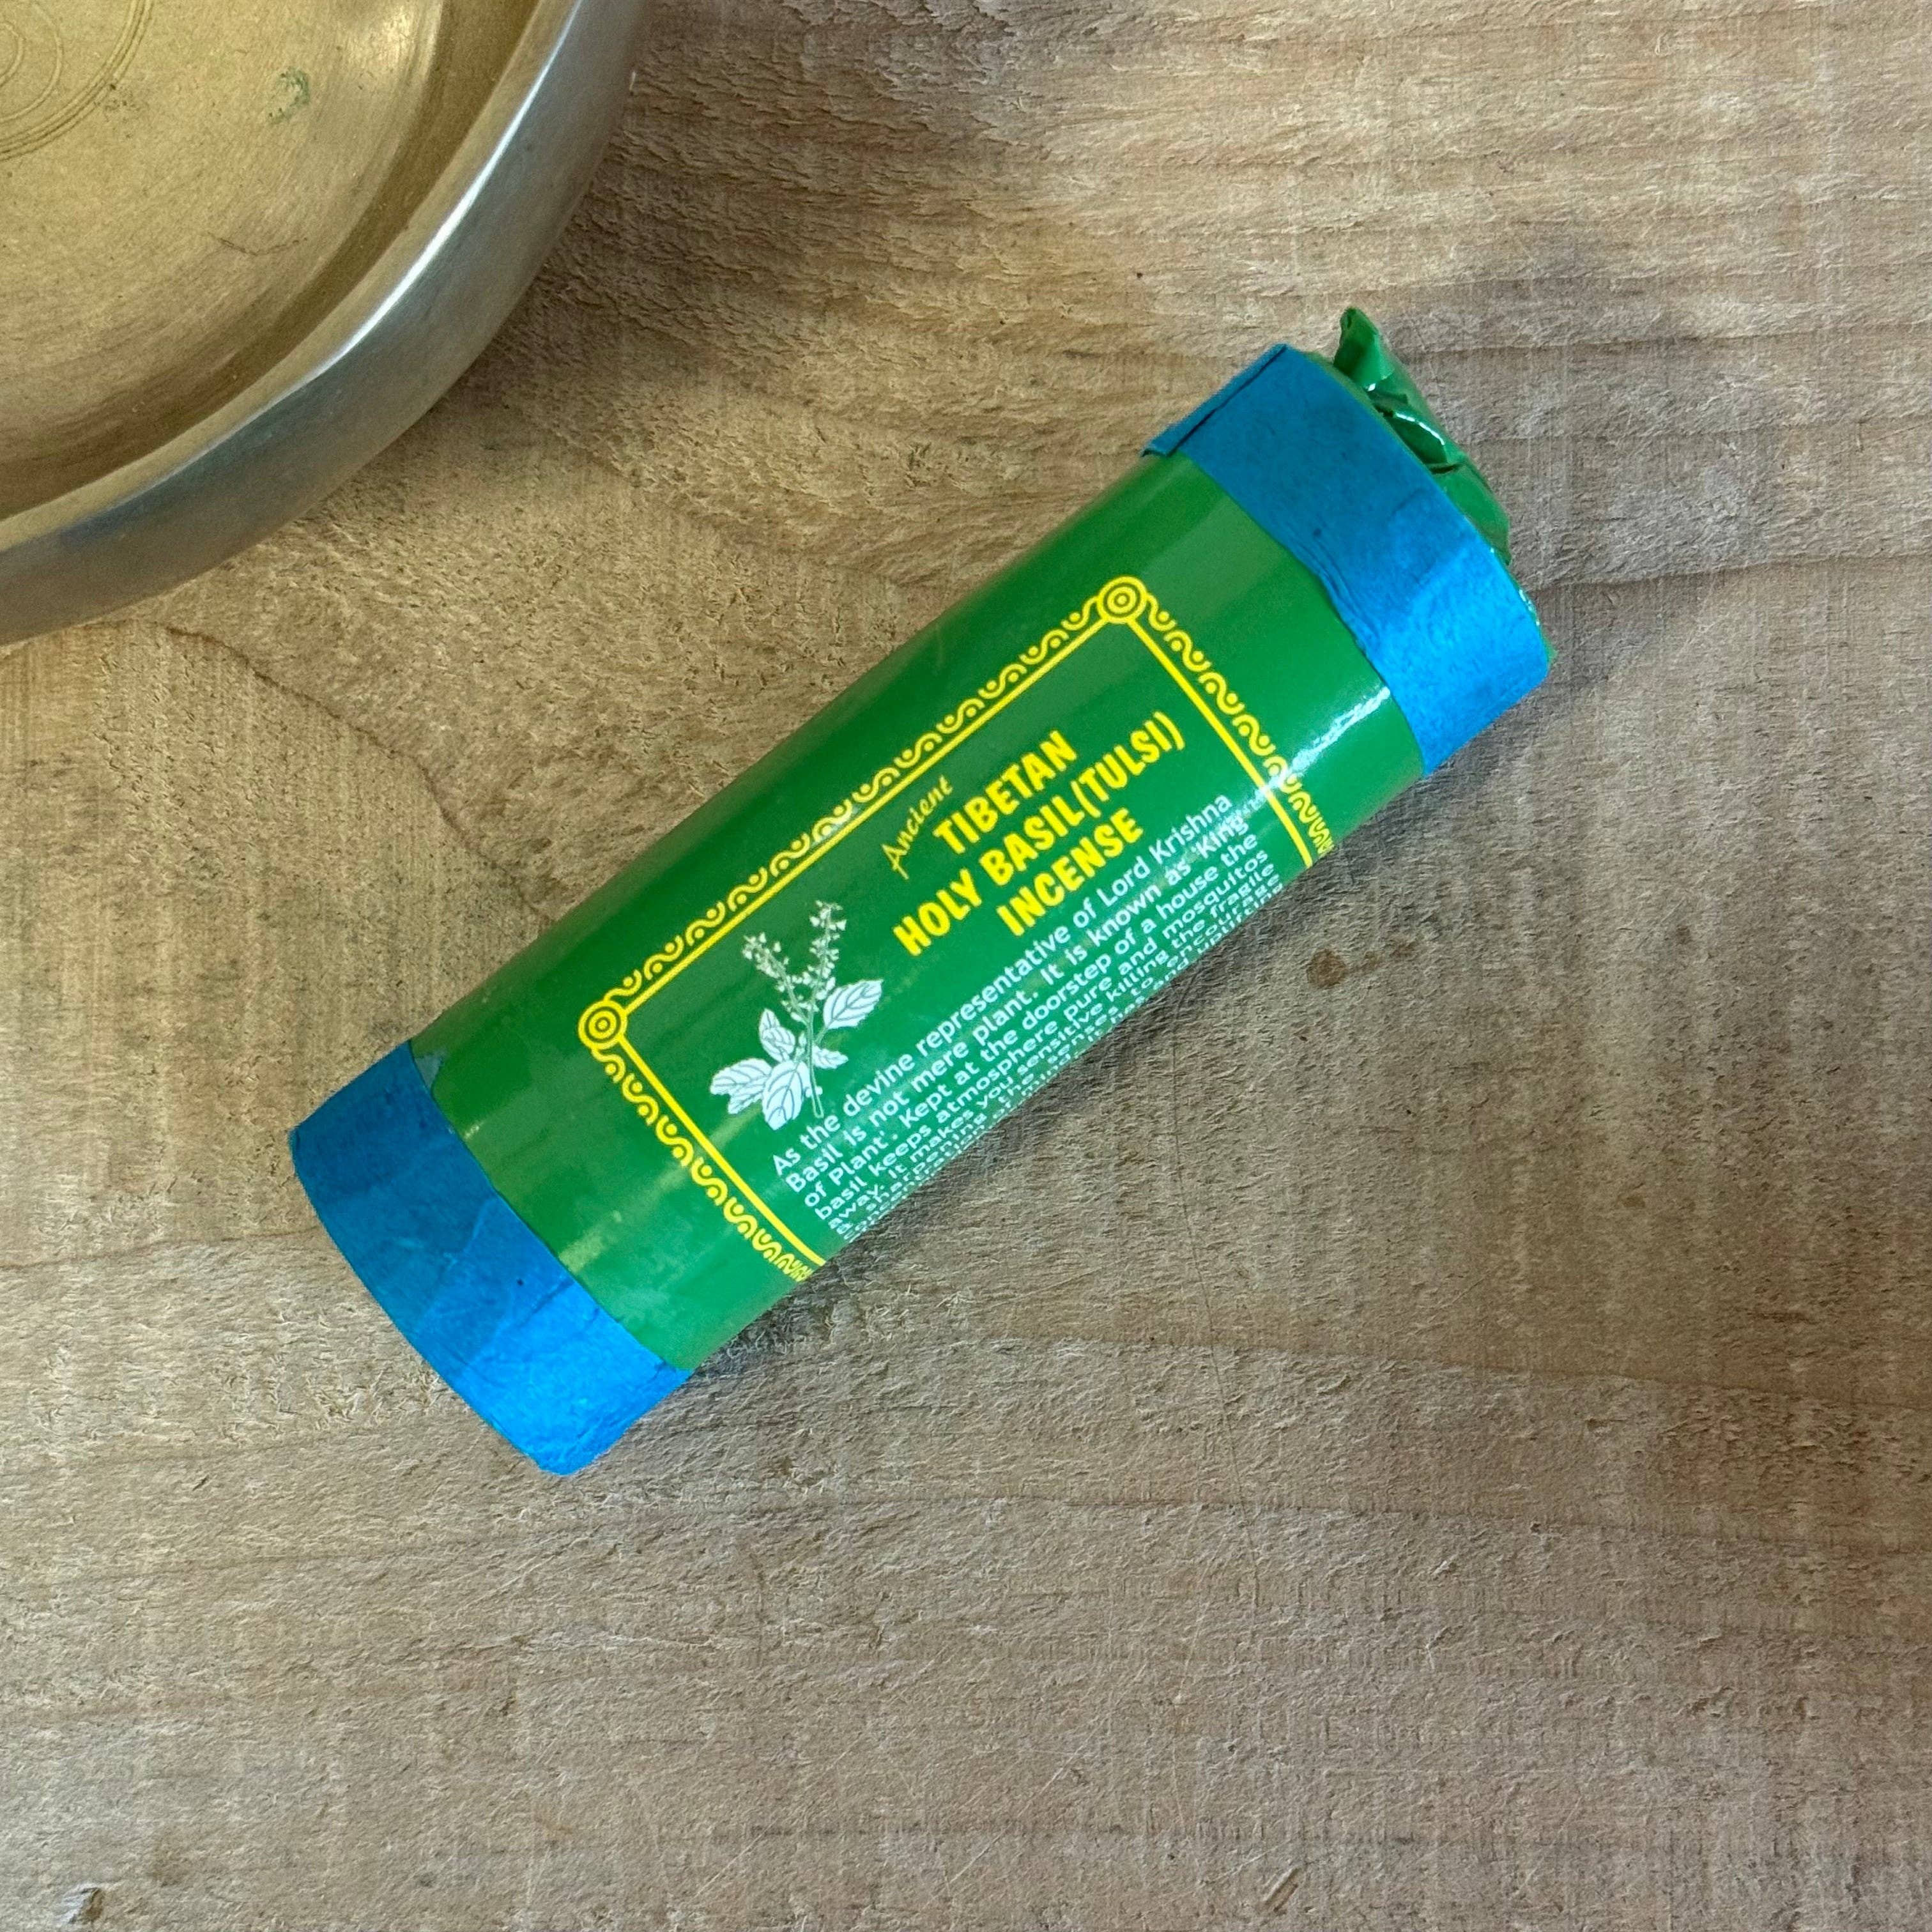 Ancient
TIBETAN
HOLY BASIL(TULSI)
INCENSE
As the devine representative of Lord Krishna
Basil is not mere plant. It is known as 'King
of Plant'. Kept at the doorstep of a house the
basil keeps atmosphere pure and mosquitos
away. It makes you sensitive killing the fragile